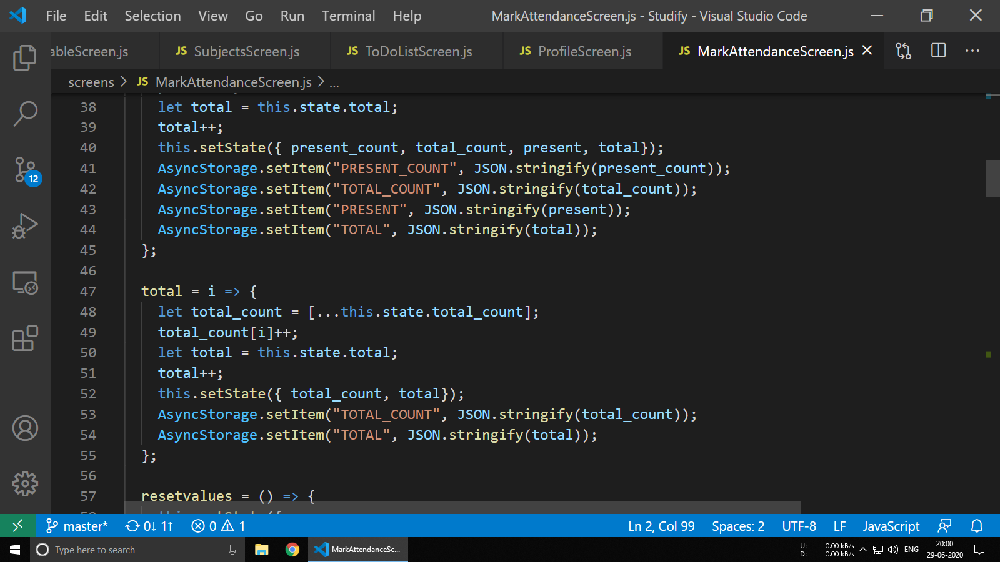 File Edit Selection View Go Run Terminal Help MarkAttendanceScreen.js - Studify - Visual Studio Code
ableScreen.js JS SubjectsScreen.js JS ToDoListScreen.js JS ProfileScreen.js JS MarkAttendanceScreen.js
screens > JS MarkAttendanceScreen.js > ...
38 let total = this.state.total;
39 total++;
40 this.setState({ present_count, total_count, present, total});
41 AsyncStorage.setItem("PRESENT_COUNT", JSON.stringify(present_count));
42 AsyncStorage.setItem("TOTAL_COUNT", JSON.stringify(total_count));
43 AsyncStorage.setItem("PRESENT", JSON.stringify(present));
44 AsyncStorage.setItem("TOTAL", JSON.stringify(total));
45 };
46
47 total = i => {
48 let total_count = [...this.state.total_count];
49 total_count[i]++;
50 let total = this.state.total;
51 total++;
52 this.setState({ total_count, total});
53 AsyncStorage.setItem("TOTAL_COUNT", JSON.stringify(total_count));
54 AsyncStorage.setItem("TOTAL", JSON.stringify(total));
55 };
56
57 resetvalues = () => {
12
master* 0↓ 1↑ 0 1 Ln 2, Col 99 Spaces: 2 UTF-8 LF JavaScript
Type here to search MarkAttendanceSc... U: 0.00 kB/s D: 0.00 kB/s ENG 20:00 29-06-2020